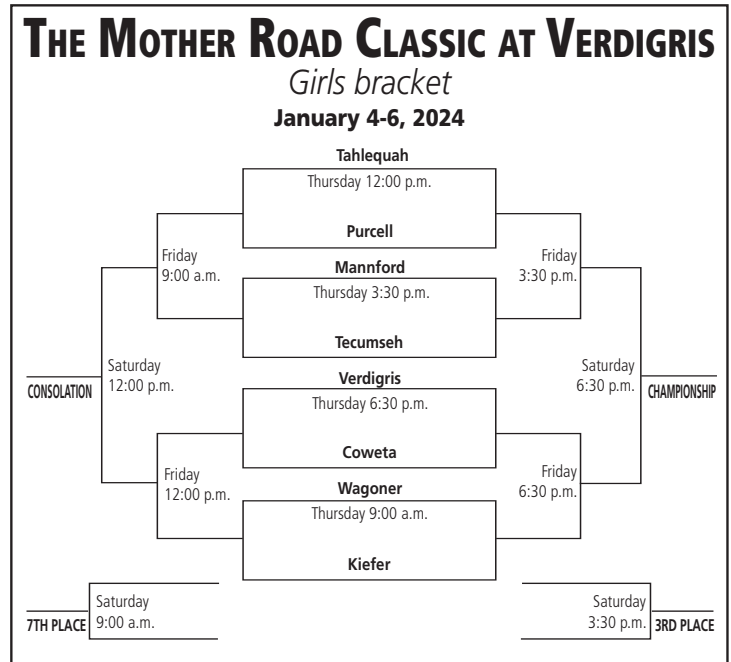 THE MOTHER ROAD CLASSIC AT VERDIGRIS
Girls bracket
January 4-6, 2024
Tahlequah
Thursday 12:00 p.m.
Purcell
Friday
9:00 a.m.
Friday
3:30 p.m.
Mannford
Thursday 3:30 p.m.
Tecumseh
Saturday
12:00 p.m.
CONSOLATION
Saturday
6:30 p.m.
CHAMPIONSHIP
Verdigris
Thursday 6:30 p.m.
Coweta
Friday
12:00 p.m.
Friday
6:30 p.m.
Wagoner
Thursday 9:00 a.m.
Kiefer
Saturday
9:00 a.m.
7TH PLACE
Saturday
3:30 p.m.
3RD PLACE